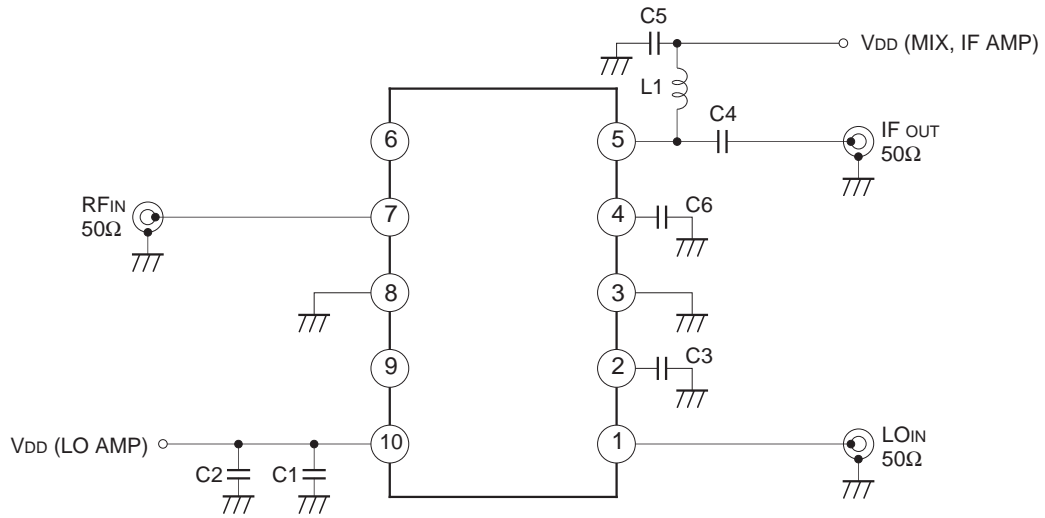 C5
VDD (MIX, IF AMP)
L1
C4
6
5
IF OUT
50Ω
RFIN
50Ω
7
4
C6
8
3
9
2
C3
VDD (LO AMP)
10
1
LOIN
50Ω
C2
C1